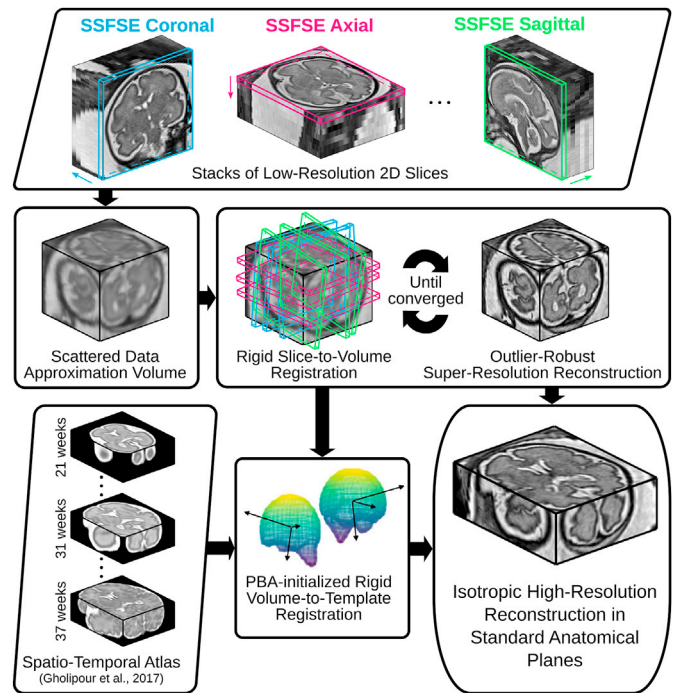 SSFSE Coronal
SSFSE Axial
SSFSE Sagittal
...
Stacks of Low-Resolution 2D Slices
Scattered Data
Approximation Volume
Rigid Slice-to-Volume
Registration
Until
converged
Outlier-Robust
Super-Resolution Reconstruction
21 weeks
31 weeks
37 weeks
Spatio-Temporal Atlas
(Gholipour et al., 2017)
PBA-initialized Rigid
Volume-to-Template
Registration
Isotropic High-Resolution
Reconstruction in
Standard Anatomical
Planes